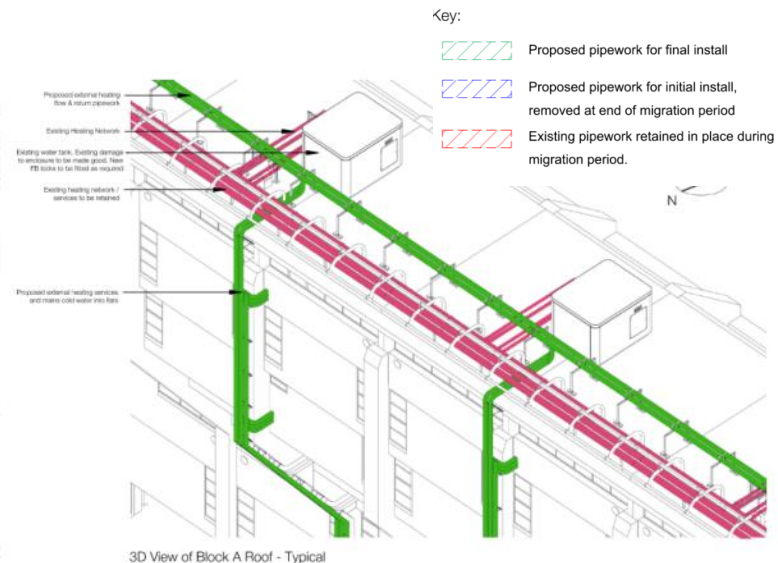 Key:
Proposed pipework for final install
Proposed pipework for initial install,
removed at end of migration period
Existing pipework retained in place during
migration period.
N
Proposed external heating
flow & return pipework
Existing Heating Network
Existing water tank. Existing damage
to enclosure to be made good. New
FB locks to be fitted as required
Existing heating network /
services to be retained
Proposed external heating services,
and mains cold water into flats
3D View of Block A Roof - Typical